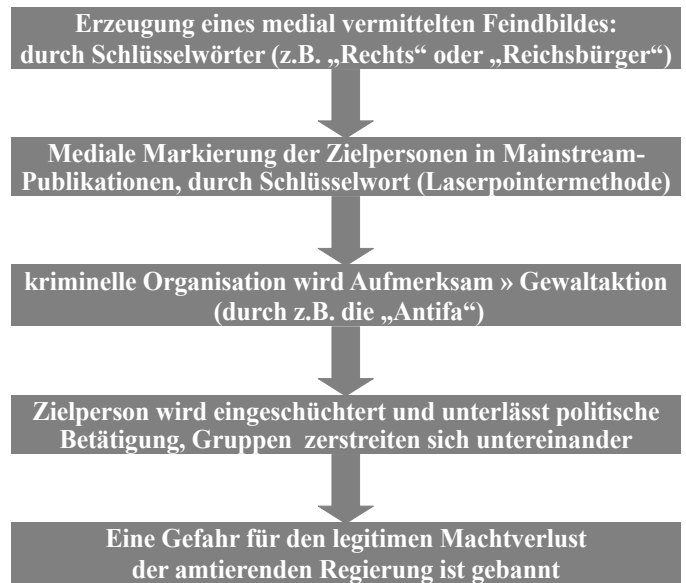 Erzeugung eines medial vermittelten Feindbildes:
durch Schlüsselwörter (z.B. „Rechts“ oder „Reichsbürger“)
Mediale Markierung der Zielpersonen in Mainstream-
Publikationen, durch Schlüsselwort (Laserpointermethode)
kriminelle Organisation wird Aufmerksam » Gewaltaktion
(durch z.B. die „Antifa“)
Zielperson wird eingeschüchtert und unterlässt politische
Betätigung, Gruppen zerstreiten sich untereinander
Eine Gefahr für den legitimen Machtverlust
der amtierenden Regierung ist gebannt